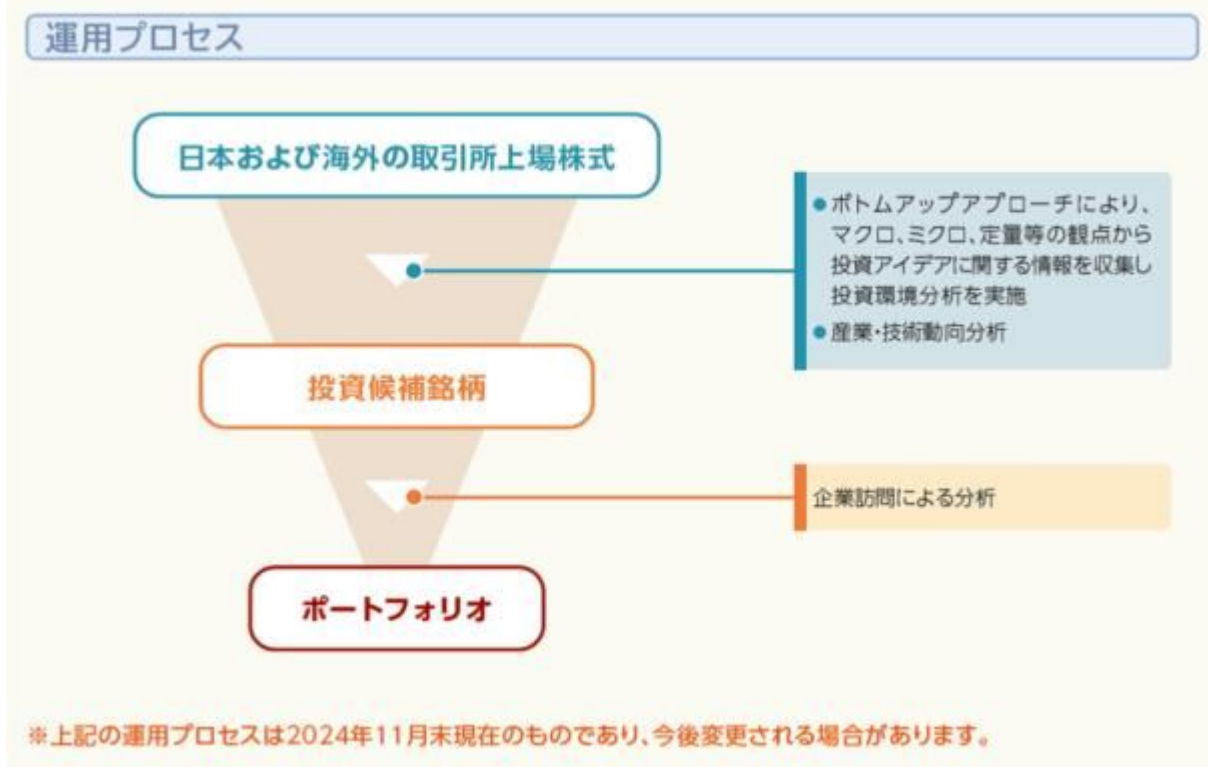 運用プロセス
日本および海外の取引所上場株式
●ボトムアップアプローチにより、
マクロ、ミクロ、定量等の観点から
投資アイデアに関する情報を収集し
投資環境分析を実施
●産業・技術動向分析
投資候補銘柄
企業訪問による分析
ポートフォリオ
※上記の運用プロセスは2024年11月末現在のものであり、今後変更される場合があります。